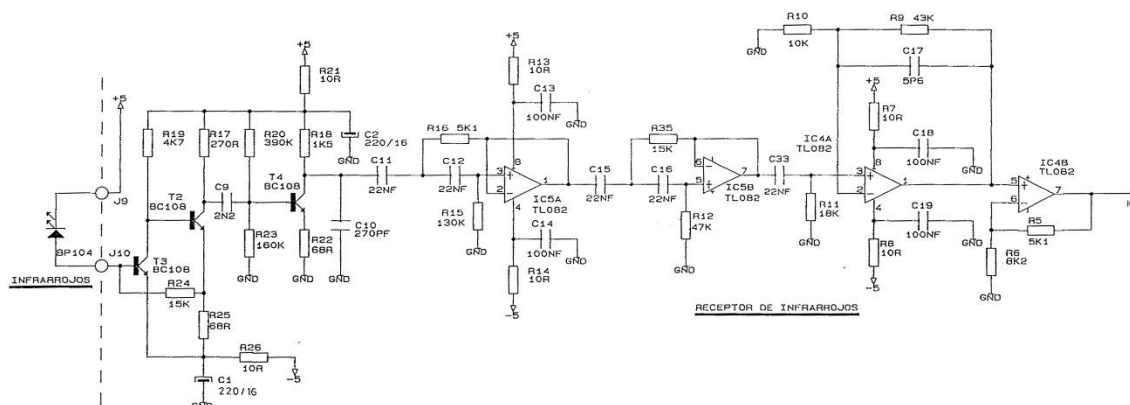 +5
J9
BP104
J10
INFRARROJOS
R19
4K7
R17
270R
R20
390K
R18
1K5
+5
R21
10R
C2
220/16
GND
T2
BC108
C9
2N2
T4
BC108
T3
BC108
R24
15K
R25
68R
R26
10R
-5
C1
220/16
GND
R23
160K
GND
R22
68R
GND
C10
270PF
GND
C11
22NF
R16 5K1
C12
22NF
R15
130K
GND
+5
R13
10R
C13
100NF
GND
8
3
2
1
4
IC5A
TL082
C14
100NF
GND
R14
10R
-5
C15
22NF
R35
15K
C16
22NF
R12
47K
GND
6
5
7
IC5B
TL082
C33
22NF
R11
18K
GND
R10
10K
GND
R9 43K
C17
5P6
+5
R7
10R
C18
100NF
GND
IC4A
TL082
8
3
2
1
4
C19
100NF
GND
R8
10R
-5
IC4B
TL082
5
6
7
R5
5K1
R6
8K2
GND
RECEPTOR DE INFRARROJOS